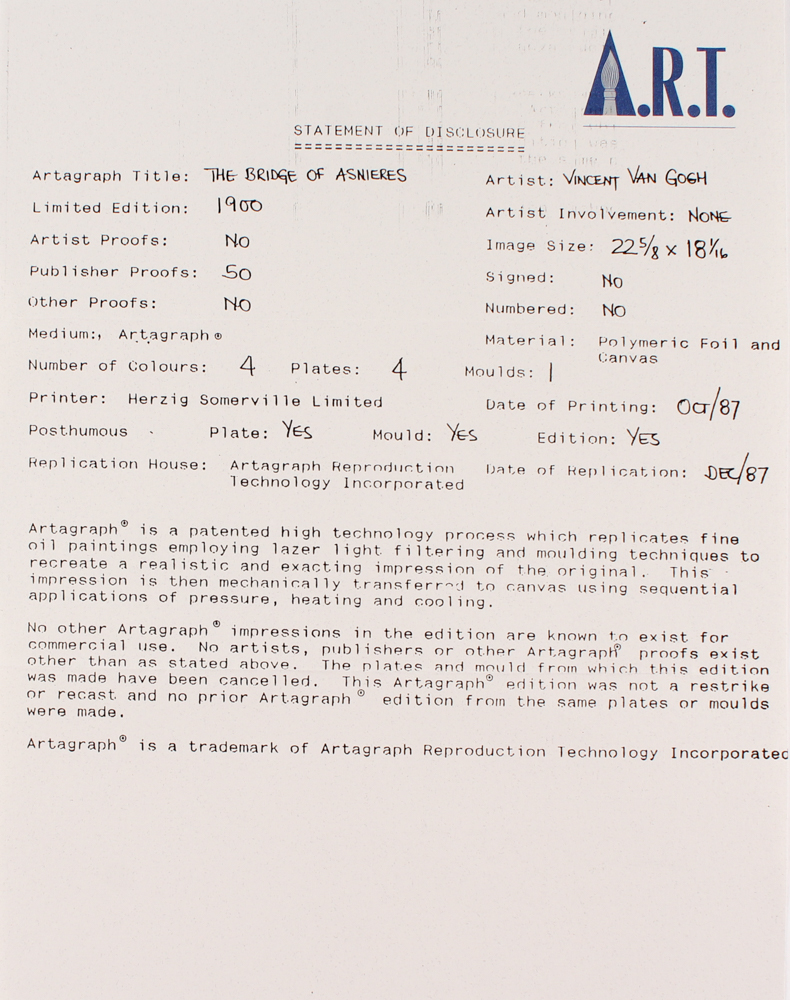 A.R.T.
STATEMENT OF DISCLOSURE
========================
Artagraph Title: THE BRIDGE OF ASNIERES
Artist: VINCENT VAN GOGH
Limited Edition: 1900
Artist Involvement: NONE
Artist Proofs: NO
Image Size: 22 5/8 x 18 1/16
Publisher Proofs: 50
Signed: NO
Other Proofs: NO
Numbered: NO
Medium:, Artagraph®
Material: Polymeric Foil and
Canvas
Number of Colours: 4 Plates: 4 Moulds: 1
Printer: Herzig Somerville Limited
Date of Printing: OCT/87
Posthumous - Plate: YES Mould: YES Edition: YES
Replication House: Artagraph Reproduction
Technology Incorporated
Date of Replication: DEC/87
Artagraph® is a patented high technology process which replicates fine
oil paintings employing lazer light filtering and moulding techniques to
recreate a realistic and exacting impression of the original. This
impression is then mechanically transferred to canvas using sequential
applications of pressure, heating and cooling.
No other Artagraph® impressions in the edition are known to exist for
commercial use. No artists, publishers or other Artagraph® proofs exist
other than as stated above. The plates and mould from which this edition
was made have been cancelled. This Artagraph® edition was not a restrike
or recast and no prior Artagraph® edition from the same plates or moulds
were made.
Artagraph® is a trademark of Artagraph Reproduction Technology Incorporated